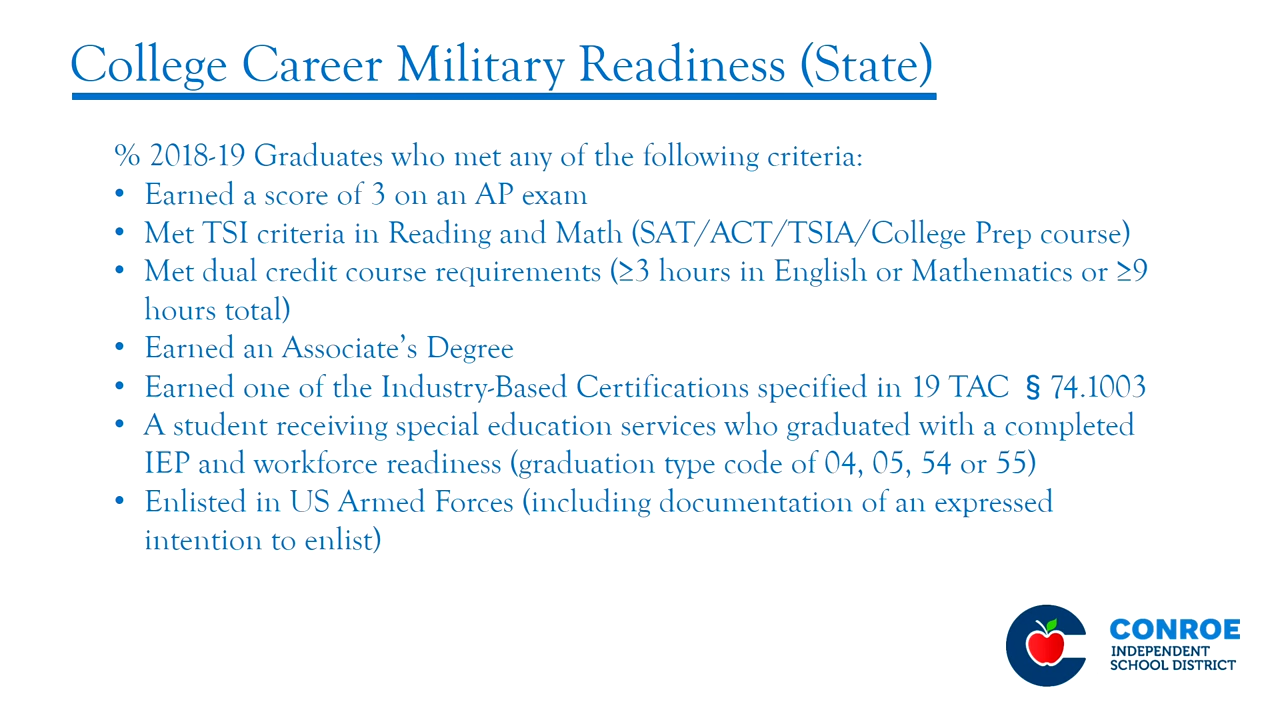 College Career Military Readiness (State)
% 2018-19 Graduates who met any of the following criteria:
• Earned a score of 3 on an AP exam
• Met TSI criteria in Reading and Math (SAT/ACT/TSIA/College Prep course)
• Met dual credit course requirements (≥3 hours in English or Mathematics or ≥9
hours total)
• Earned an Associate’s Degree
• Earned one of the Industry-Based Certifications specified in 19 TAC § 74.1003
• A student receiving special education services who graduated with a completed
IEP and workforce readiness (graduation type code of 04, 05, 54 or 55)
• Enlisted in US Armed Forces (including documentation of an expressed
intention to enlist)
CONROE
INDEPENDENT
SCHOOL DISTRICT